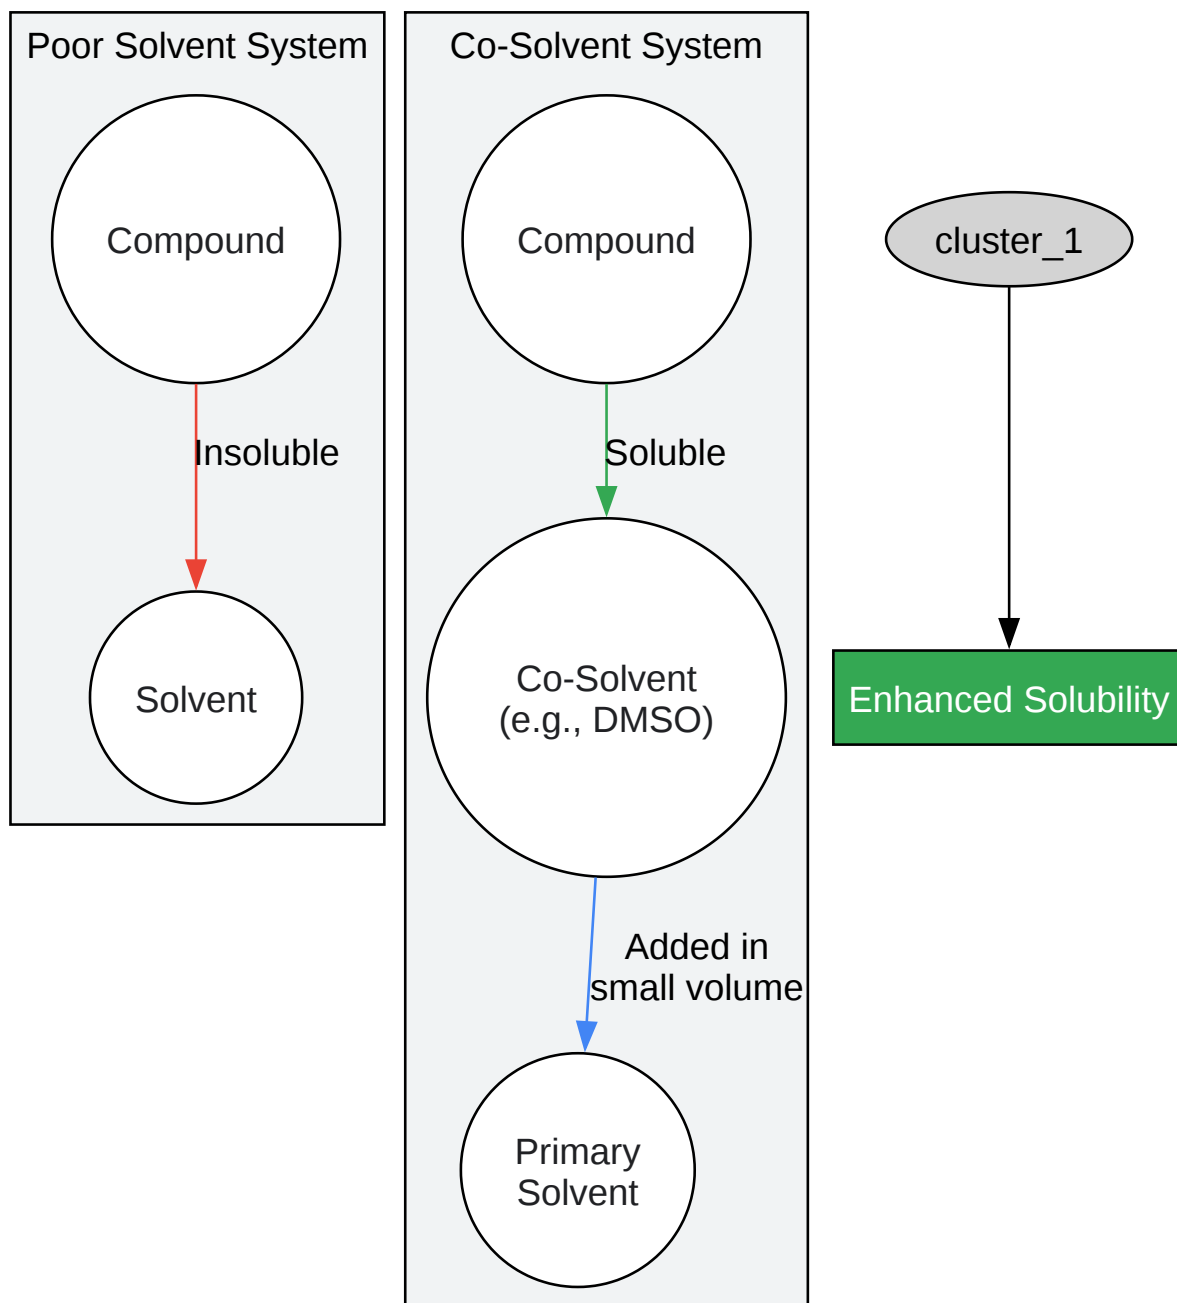 Poor Solvent System
Compound
Insoluble
Solvent
Co-Solvent System
Compound
Soluble
Co-Solvent
(e.g., DMSO)
Added in
small volume
Primary
Solvent
cluster_1
Enhanced Solubility